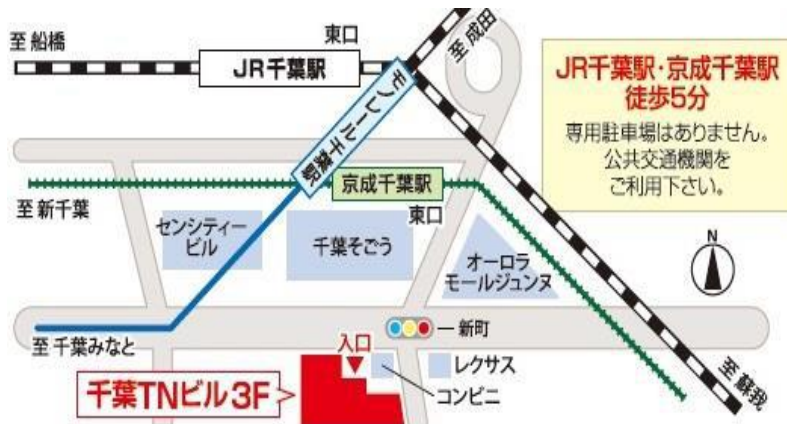 至 船橋
東口
JR千葉駅
至 成田
モノレール千葉駅
JR千葉駅・京成千葉駅
徒歩5分
専用駐車場はありません。
公共交通機関を
ご利用下さい。
至 新千葉
京成千葉駅
東口
センシティー
ビル
千葉そごう
オーロラ
モールジュンヌ
N
至 千葉みなと
新町
入口
レクサス
コンビニ
千葉TNビル3F
至 蘇我